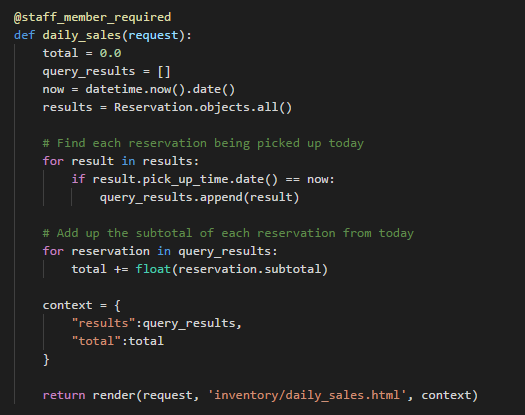 @staff_member_required
def daily_sales(request):
    total = 0.0
    query_results = []
    now = datetime.now().date()
    results = Reservation.objects.all()

    # Find each reservation being picked up today
    for result in results:
        if result.pick_up_time.date() == now:
            query_results.append(result)

    # Add up the subtotal of each reservation from today
    for reservation in query_results:
        total += float(reservation.subtotal)

    context = {
        "results":query_results,
        "total":total
    }

    return render(request, 'inventory/daily_sales.html', context)